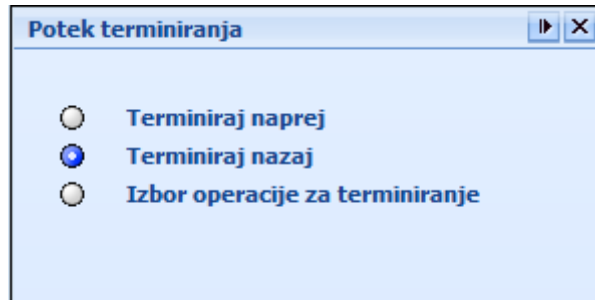 Potek terminiranja
Terminiraj naprej
Terminiraj nazaj
Izbor operacije za terminiranje